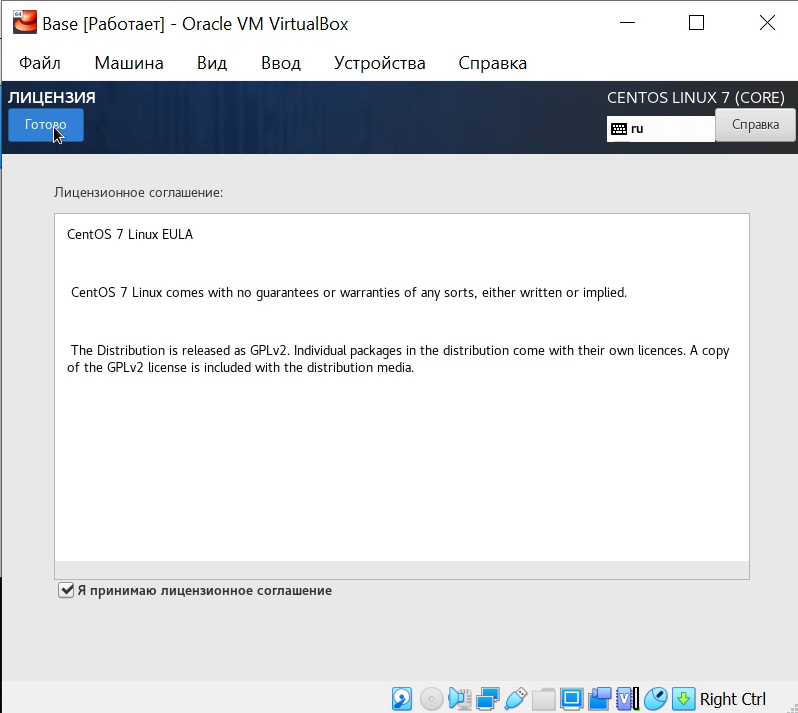 Base [Работает] - Oracle VM VirtualBox
Файл Машина Вид Ввод Устройства Справка
ЛИЦЕНЗИЯ
CENTOS LINUX 7 (CORE)
Готово
ru
Справка
Лицензионное соглашение:
CentOS 7 Linux EULA
CentOS 7 Linux comes with no guarantees or warranties of any sorts, either written or implied.
The Distribution is released as GPLv2. Individual packages in the distribution come with their own licences. A copy
of the GPLv2 license is included with the distribution media.
Я принимаю лицензионное соглашение
Right Ctrl